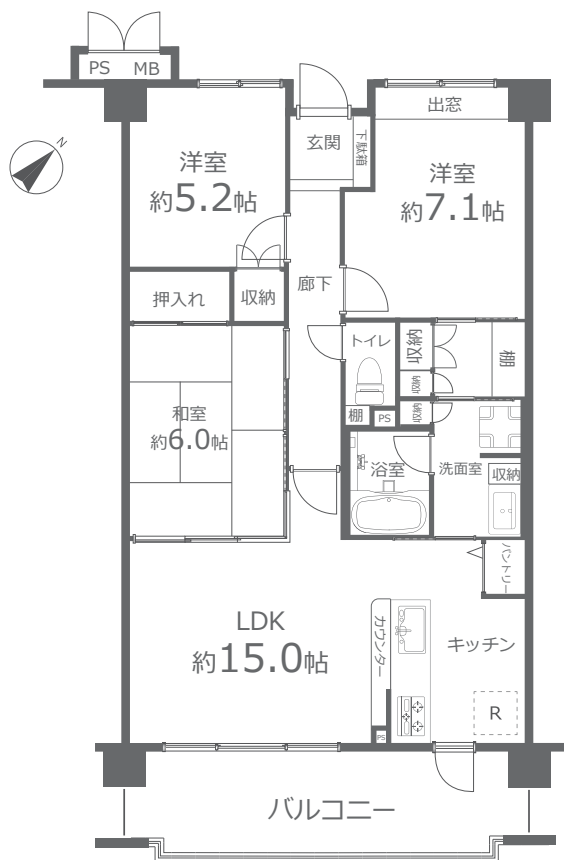 PS MB
N
洋室
約5.2帖
玄関
下駄箱
出窓
洋室
約7.1帖
廊下
押入れ
収納
トイレ
収納
棚
収納
収納
棚
PS
和室
約6.0帖
浴室
洗面室
収納
パントリー
LDK
約15.0帖
カウンター
キッチン
R
PS
バルコニー